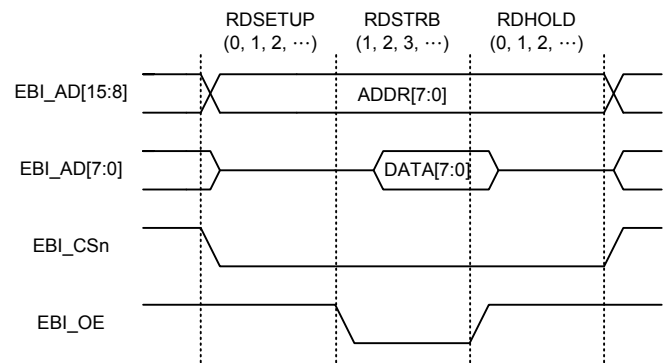 RDSETUP RDSTRB RDHOLD
(0, 1, 2, ⋯) (1, 2, 3, ⋯) (0, 1, 2, ⋯)
EBI_AD[15:8] ADDR[7:0]
EBI_AD[7:0] DATA[7:0]
EBI_CSn
EBI_OE